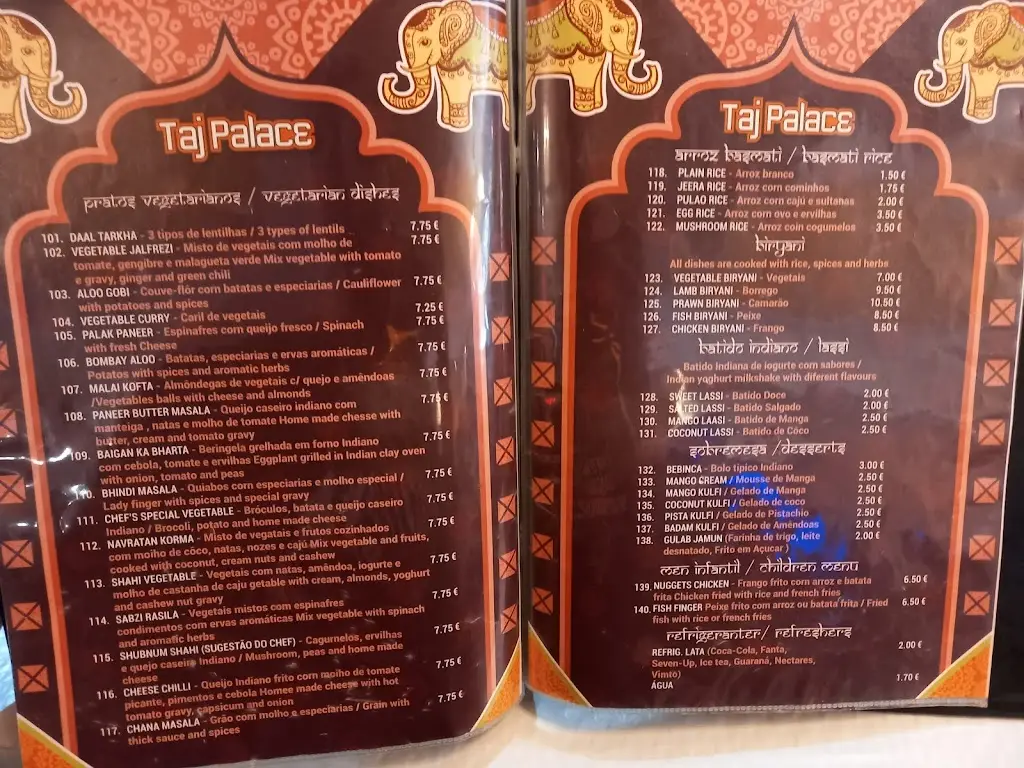 Taj Palace
Pratos Vegetarianos / Vegetarian Dishes
101. DAAL TARKHA - 3 tipos de lentilhas / 3 types of lentils 7.75 €
102. VEGETABLE JALFREZI - Misto de vegetais com molho de 7.75 €
tomate, gengibre e malagueta verde Mix vegetable with tomato
e gravy, ginger and green chili
103. ALOO GOBI - Couve-flór com batatas e especiarias / Cauliflower 7.75 €
with potatoes and spices
104. VEGETABLE CURRY - Caril de vegetais 7.25 €
105. PALAK PANEER - Espinafres com queijo fresco / Spinach 7.75 €
with fresh Cheese
106. BOMBAY ALOO - Batatas, especiarias e ervas aromáticas / 7.75 €
Potatos with spices and aromatic herbs
107. MALAI KOFTA - Almôndegas de vegetais c/ queijo e amêndoas 7.75 €
/Vegetables balls with cheese and almonds
108. PANEER BUTTER MASALA - Queijo caseiro indiano com 7.75 €
manteiga , natas e molho de tomate Home made chesse with
butter, cream and tomato gravy
109. BAIGAN KA BHARTA - Beringela grelhada em forno Indiano 7.75 €
com cebola, tomate e ervilhas Eggplant grilled in Indian clay oven
with onion, tomato and peas
110. BHINDI MASALA - Quiabos com especiarias e molho especial / 7.75 €
Lady finger with spices and special gravy
111. CHEF'S SPECIAL VEGETABLE - Bróculos, batata e queijo caseiro 7.75 €
Indiano / Brocoli, potato and home made cheese
112. NAVRATAN KORMA - Misto de vegetais e frutos cozinhados 7.75 €
com molho de côco, natas, nozes e cajú Mix vegetable and fruits,
cooked with coconut, cream nuts and cashew
113. SHAHI VEGETABLE - Vegetais com natas, amêndoa, iogurte e 7.75 €
molho de castanha de caju getable with cream, almonds, yoghurt
and cashew nut gravy
114. SABZI RASILA - Vegetais mistos com espinafres 7.75 €
condimentos com ervas aromáticas Mix vegetable with spinach
and aromatic herbs
115. SHUBNUM SHAHI (SUGESTÃO DO CHEF) - Cagumelos, ervilhas 7.75 €
e quejo caseiro Indiano / Mushroom, peas and home made
cheese
116. CHEESE CHILLI - Queijo Indiano frito com molho de tomate 7.75 €
picante, pimentos e cebola Homee made cheese with hot
tomato gravy, capsicum and onion
117. CHANA MASALA - Grão com molho e especiarias / Grain with 7.75 €
thick sauce and spices
Taj Palace
Arroz Basmati / Basmati Rice
118. PLAIN RICE - Arroz branco 1.50 €
119. JEERA RICE - Arroz corn cominhos 1.75 €
120. PULAO RICE - Arroz com cajú e sultanas 2.00 €
121. EGG RICE - Arroz com ovo e ervilhas 3.50 €
122. MUSHROOM RICE - Arroz coin cogumelos 3.50 €
Biryani
All dishes are cooked with rice, spices and herbs
123. VEGETABLE BIRYANI - Vegetais 7.00 €
124. LAMB BIRYANI - Borrego 9.50 €
125. PRAWN BIRYANI - Camarão 10.50 €
126. FISH BIRYANI - Peixe 8.50 €
127. CHICKEN BIRYANI - Frango 8.50 €
Batido Indiano / Lassi
Batido Indiana de iogurte com sabores /
Indian yaghurt milkshake with diferent flavours
128. SWEET LASSI - Batido Doce 2.00 €
129. SALTED LASSI - Batido Salgado 2.00 €
130. MANGO LAASI - Batido de Manga 2.50 €
131. COCONUT LASSI - Batido de Côco 2.50 €
Sobremesa /Desserts
132. BEBINCA - Bolo tipico Indiano 3.00 €
133. MANGO CREAM / Mousse de Manga 2.50 €
134. MANGO KULFI / Gelado de Manga 2.50 €
135. COCONUT KULFI / Gelado de coco 2.50 €
136. PISTA KULFI / Gelado de Pistachio 2.50 €
137. BADAM KULFI / Gelado de Amêndoas 2.50 €
138. GULAB JAMUN (Farinha de trigo, leite 2.00 €
desnatado, Frito em Açucar )
Men Infantil / Children Menu
139. NUGGETS CHICKEN - Frango frito com arroz e batata 6.50 €
frita Chicken fried with rice and french fries
140. FISH FINGER Peixe frito com arroz ou batata frita / Fried 6.50 €
fish with rice or french fries
Refrigeranter/ Refreshers
REFRIG. LATA (Coca-Cola, Fanta, 2.00 €
Seven-Up, Ice tea, Guaraná, Nectares,
Vimto)
ÁGUA 1.70 €